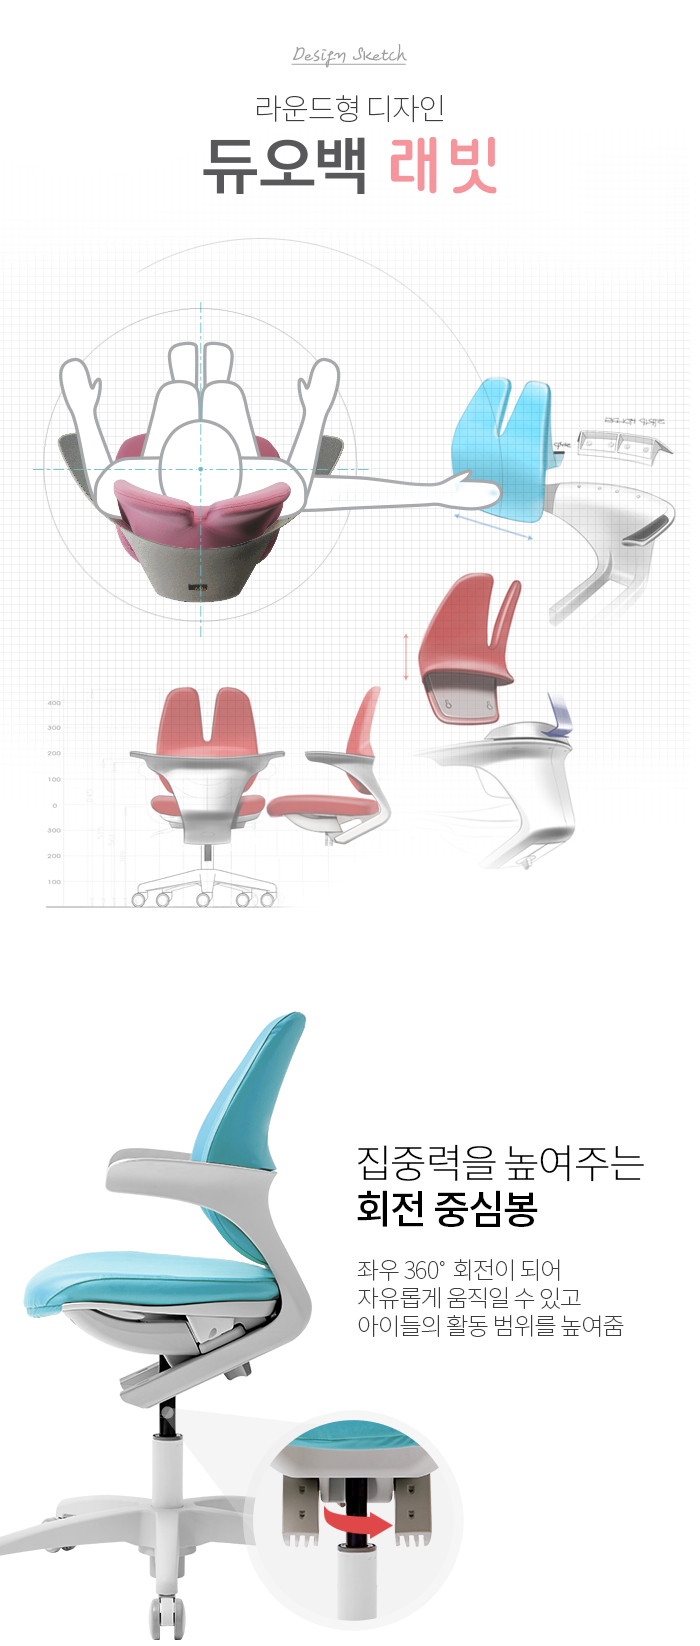 Design Sketch
라운드형 디자인
듀오백 래빗
400
300
200
100
0
300
200
100
집중력을 높여주는
회전 중심봉
좌우 360° 회전이 되어
자유롭게 움직일 수 있고
아이들의 활동 범위를 높여줌